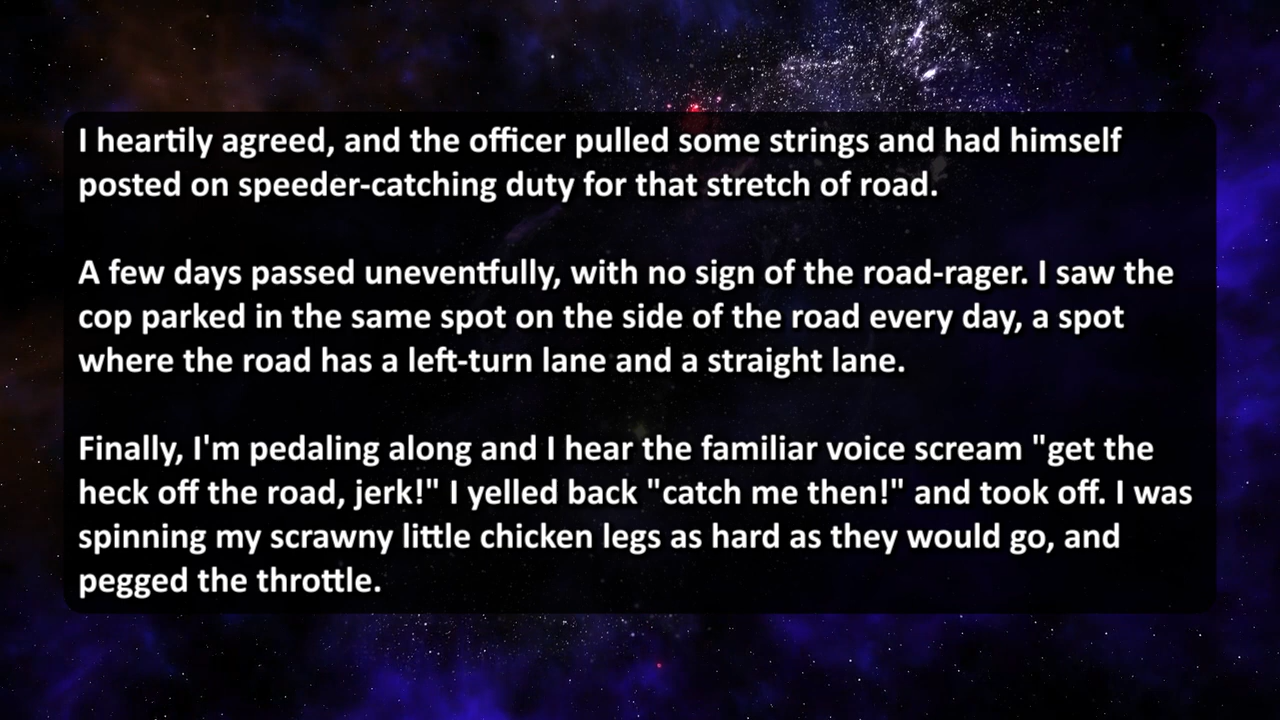 I heartily agreed, and the officer pulled some strings and had himself
posted on speeder-catching duty for that stretch of road.
A few days passed uneventfully, with no sign of the road-rager. I saw the
cop parked in the same spot on the side of the road every day, a spot
where the road has a left-turn lane and a straight lane.
Finally, I'm pedaling along and I hear the familiar voice scream "get the
heck off the road, jerk!" I yelled back "catch me then!" and took off. I was
spinning my scrawny little chicken legs as hard as they would go, and
pegged the throttle.